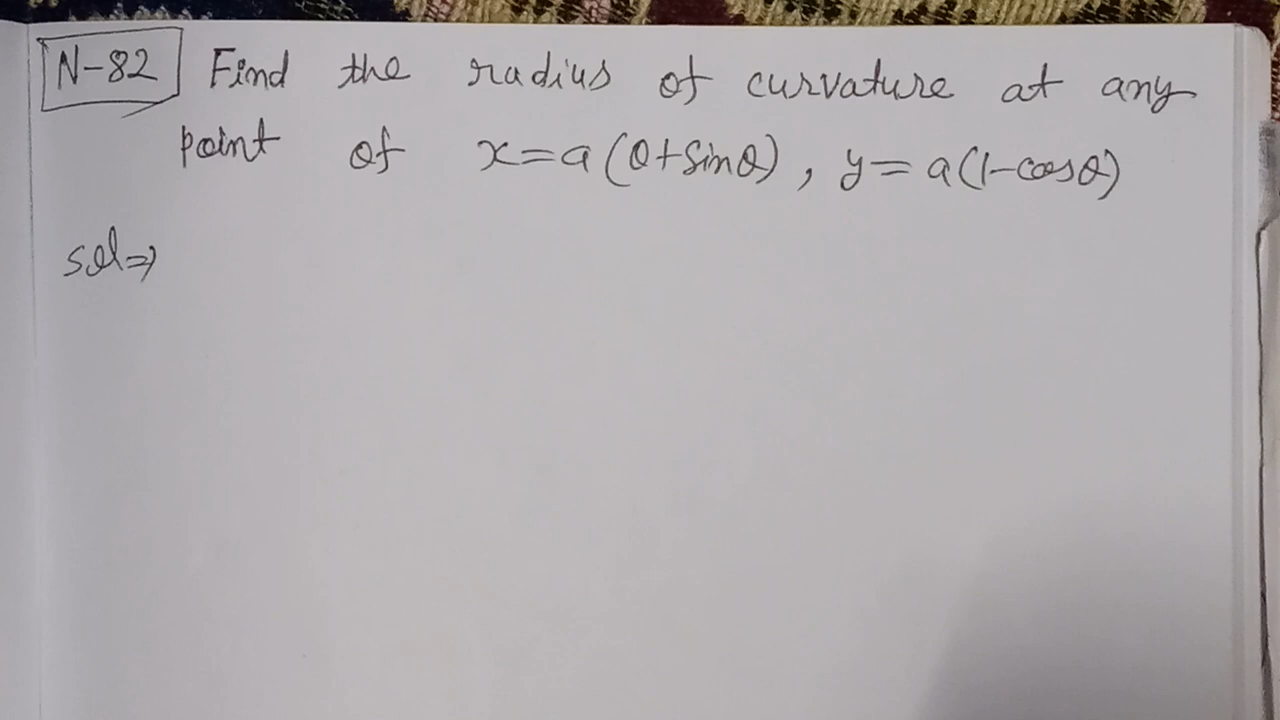 N-82 Find the radius of curvature at any
point of x=a(θ+sinθ), y=a(1-cosθ)
sol⇒